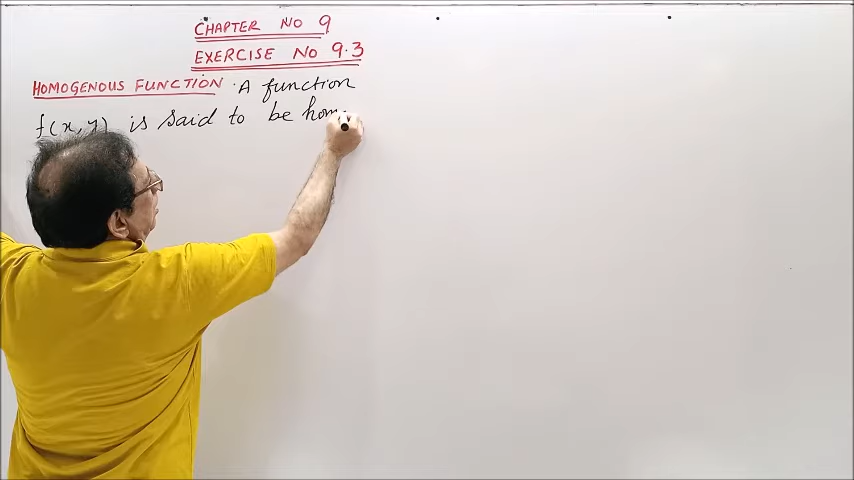 CHAPTER NO 9
EXERCISE NO 9.3
HOMOGENOUS FUNCTION . A function
f(x,y) is said to be hom